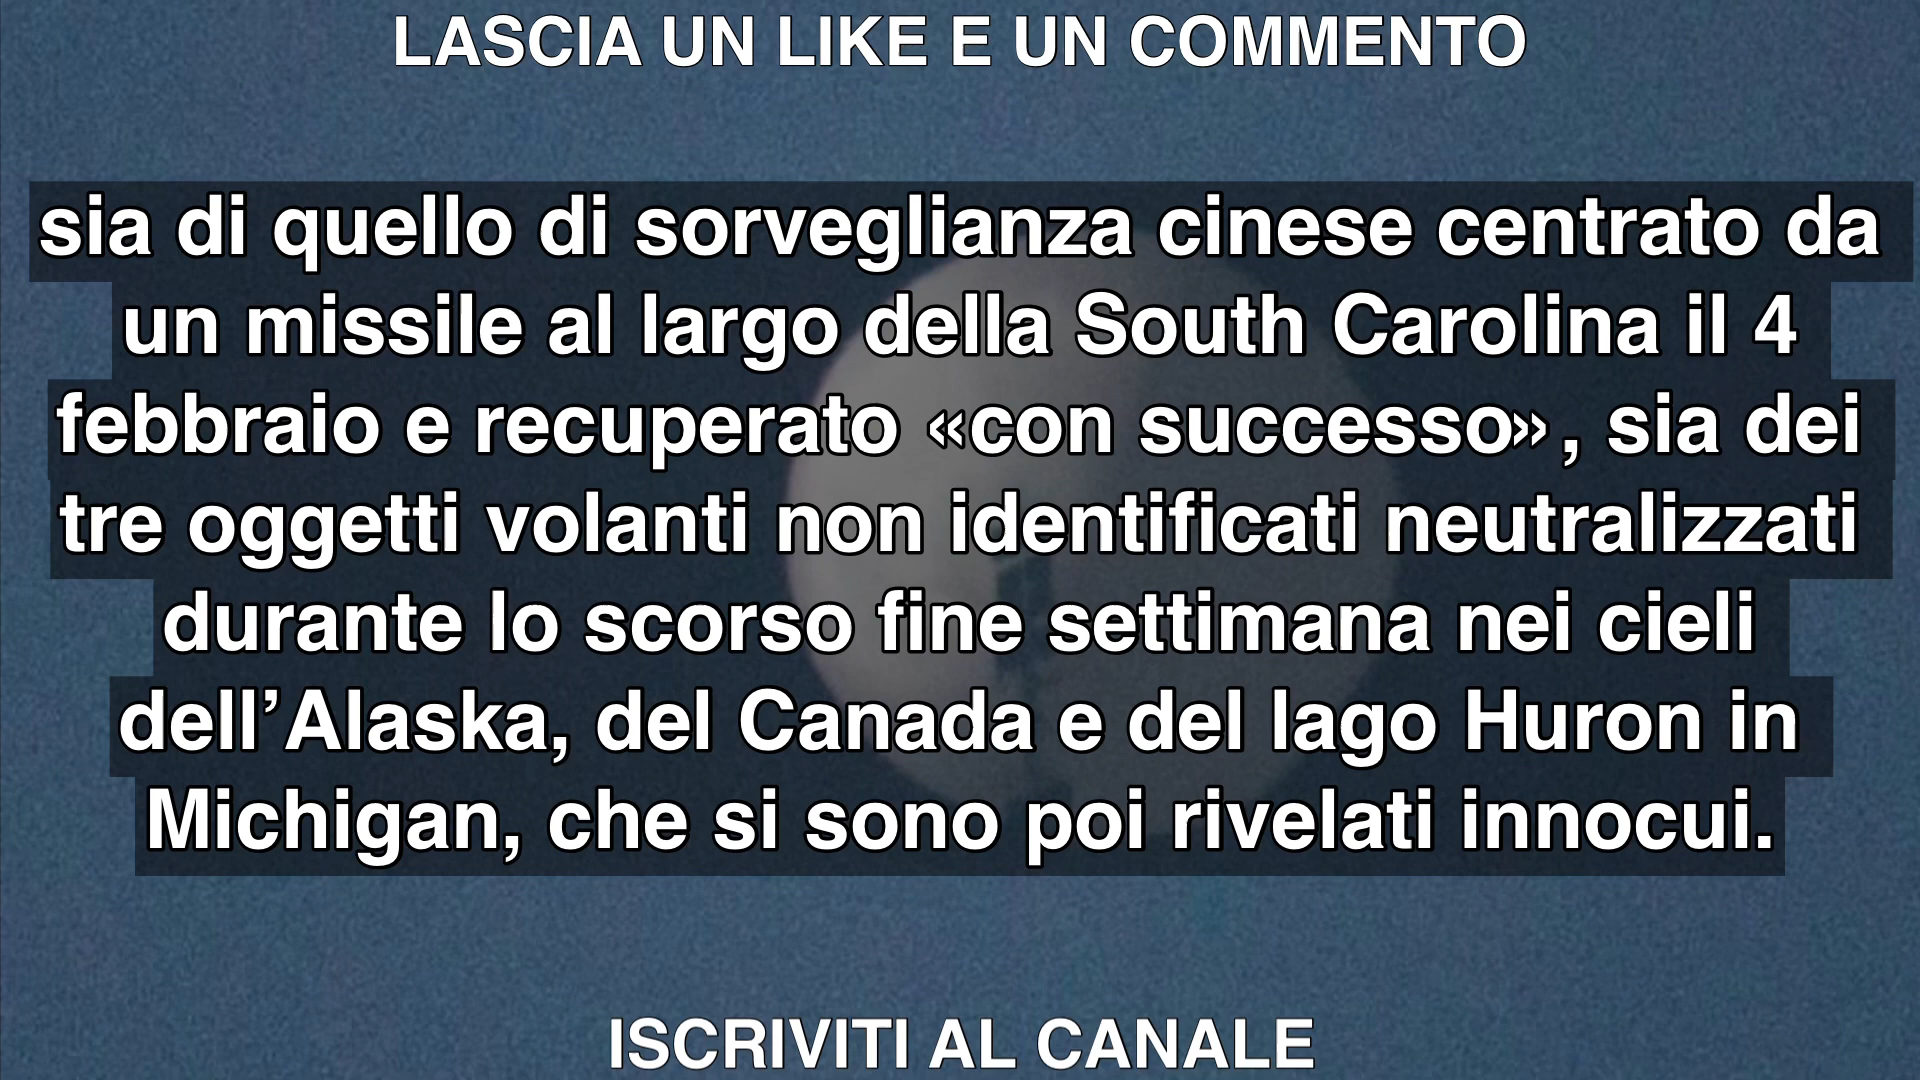 LASCIA UN LIKE E UN COMMENTO
sia di quello di sorveglianza cinese centrato da
un missile al largo della South Carolina il 4
febbraio e recuperato «con successo», sia dei
tre oggetti volanti non identificati neutralizzati
durante lo scorso fine settimana nei cieli
dell’Alaska, del Canada e del lago Huron in
Michigan, che si sono poi rivelati innocui.
ISCRIVITI AL CANALE